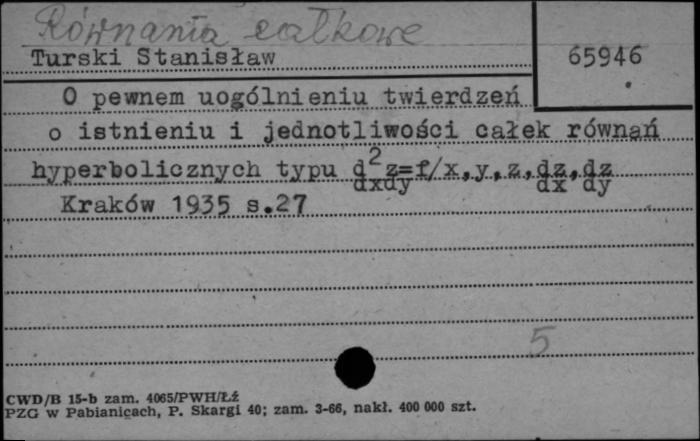 Równania całkowe
Turski Stanisław
65946
O pewnem uogólnieniu twierdzeń
o istnieniu i jednotliwości całek równań
hyperbolicznych typu d²z=f/x,y,z,dz,dz
dxdy dx dy
Kraków 1935 s.27
5
CWD/B 15-b zam. 4065/PWH/Łź
PZG w Pabianicach, P. Skargi 40; zam. 3-66, nakł. 400 000 szt.